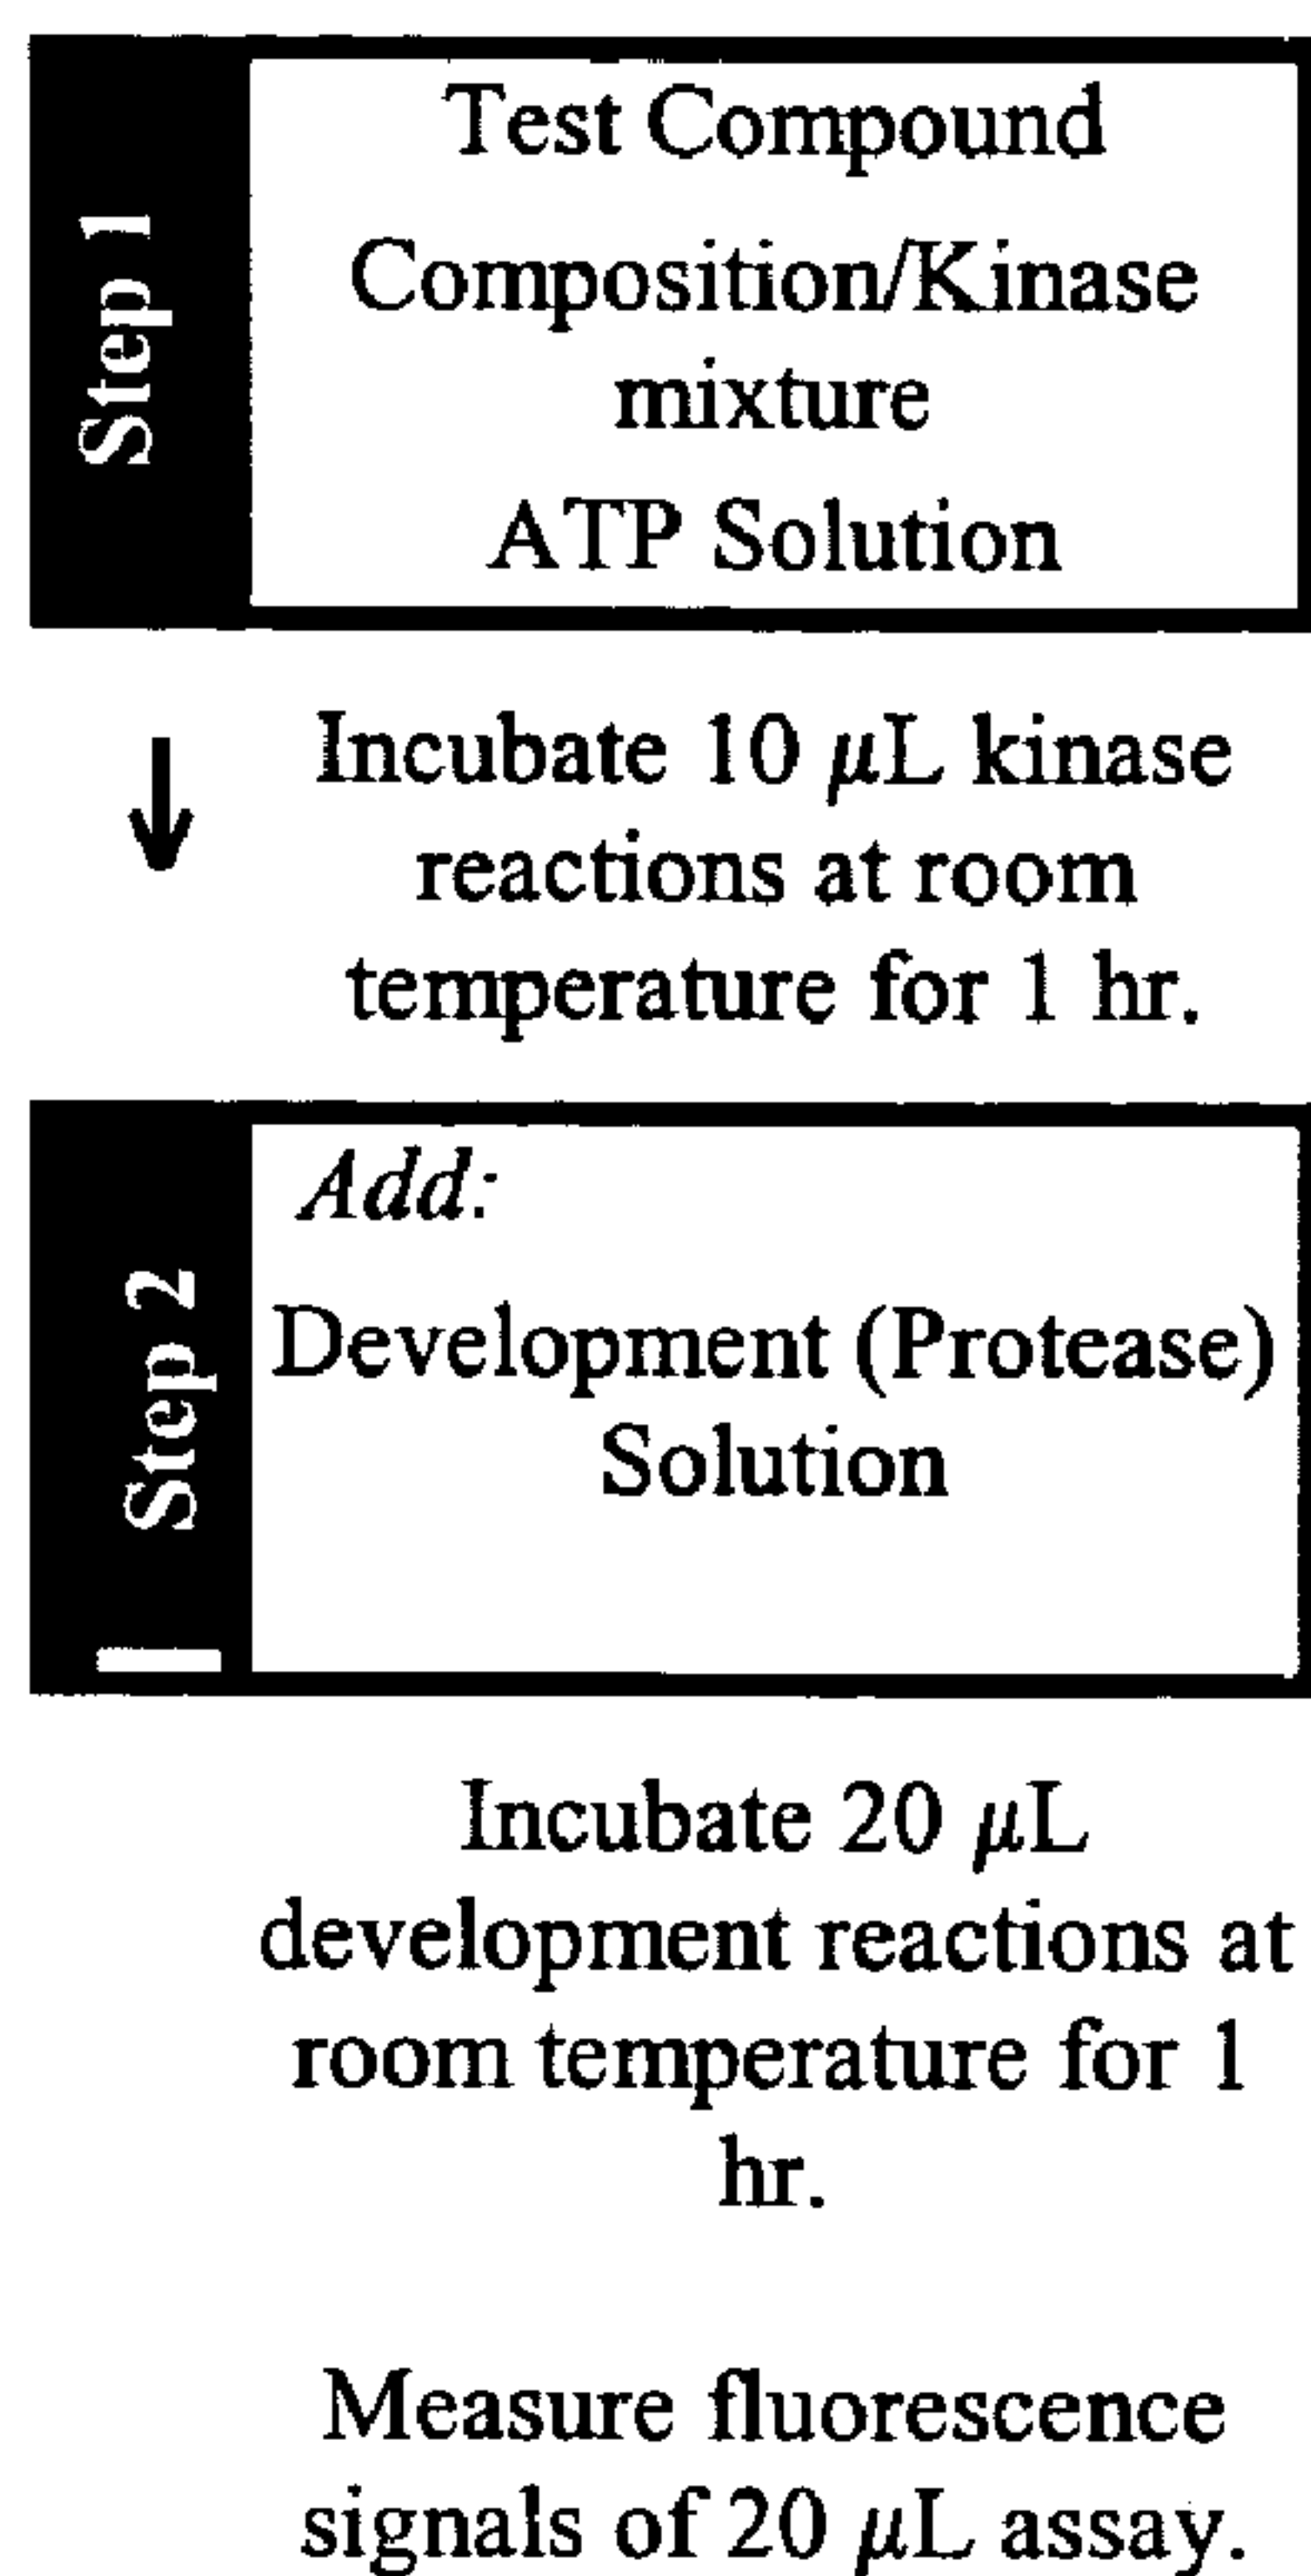 Step 1
Test Compound
Composition/Kinase
mixture
ATP Solution
Incubate 10 μL kinase
reactions at room
temperature for 1 hr.
Step 2
Add:
Development (Protease)
Solution
Incubate 20 μL
development reactions at
room temperature for 1
hr.
Measure fluorescence
signals of 20 μL assay.